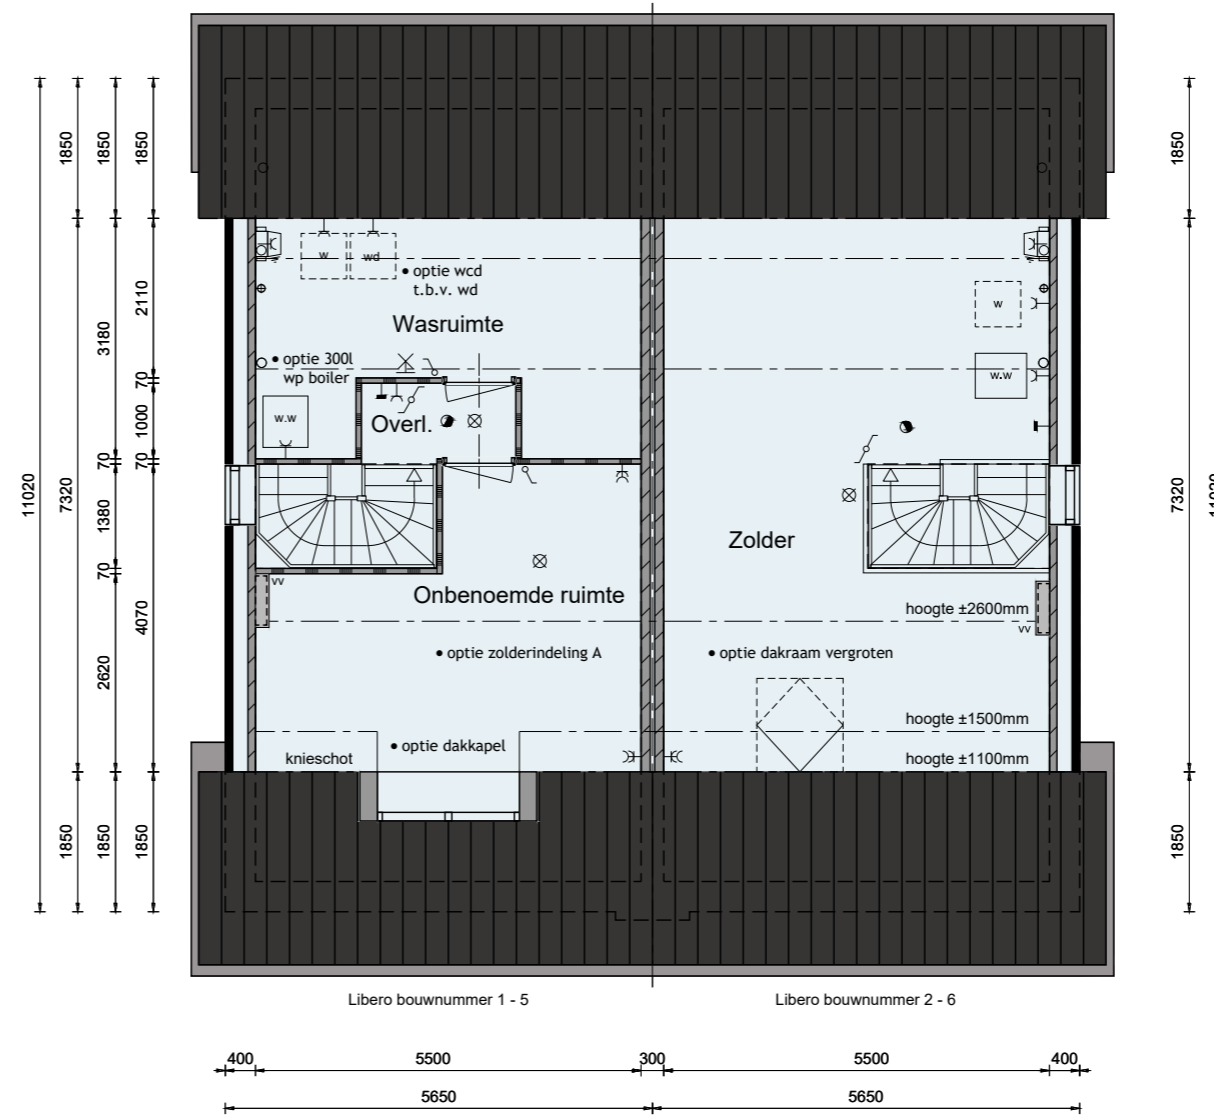 w
wd
• optie wcd
t.b.v. wd
Wasruimte
• optie 300l
wp boiler
w.w
Overl.
vv
Onbenoemde ruimte
• optie zolderindeling A
• optie dakkapel
knieschot
w
w.w
Zolder
hoogte ±2600mm
vv
• optie dakraam vergroten
hoogte ±1500mm
hoogte ±1100mm
Libero bouwnummer 1 - 5
Libero bouwnummer 2 - 6
11020
1850
7320
1850
1850
3180
70
1380
70
2620
1850
1850
2110
70
1000
70
4070
1850
1850
7320
1850
400
5500
300
5500
400
5650
5650